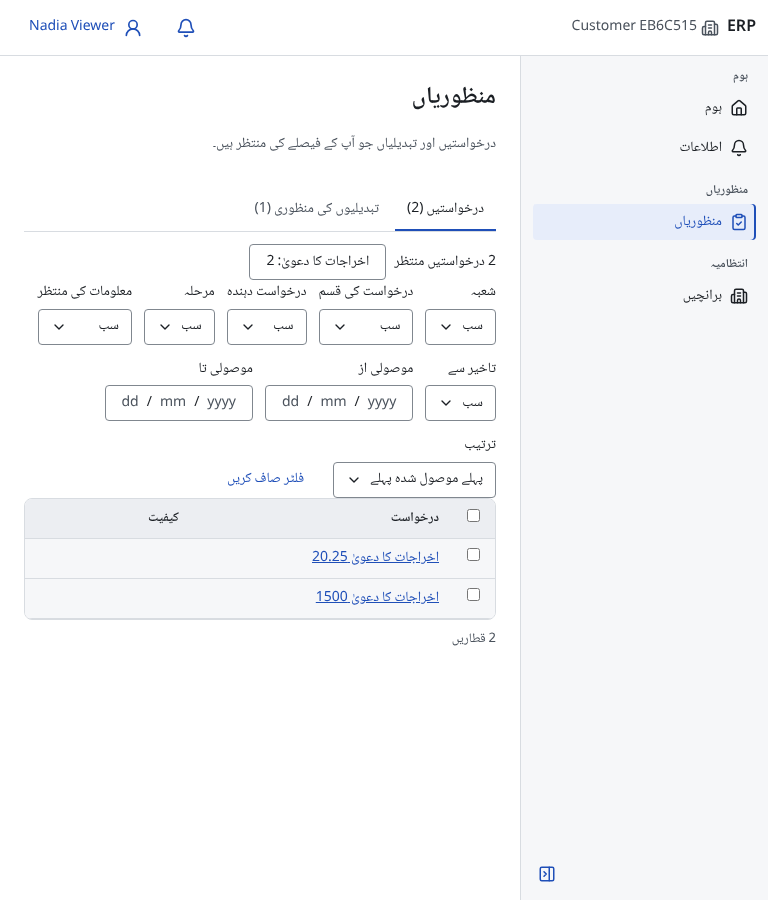 ERP
Customer EB6C515
Nadia Viewer
ہوم
ہوم
اطلاعات
منظوریاں
منظوریاں
انتظامیہ
برانچیں
منظوریاں
درخواستیں اور تبدیلیاں جو آپ کے فیصلے کی منتظر ہیں۔
درخواستیں (2) تبدیلیوں کی منظوری (1)
2 درخواستیں منتظر اخراجات کا دعویٰ: 2
شعبہ درخواست کی قسم درخواست دہندہ مرحلہ معلومات کی منتظر
سب سب سب سب سب
تاخیر سے موصولی از موصولی تا
سب dd / mm / yyyy dd / mm / yyyy
ترتیب
پہلے موصول شدہ پہلے فلٹر صاف کریں
درخواست کیفیت
اخراجات کا دعویٰ 20.25
اخراجات کا دعویٰ 1500
2 قطاریں